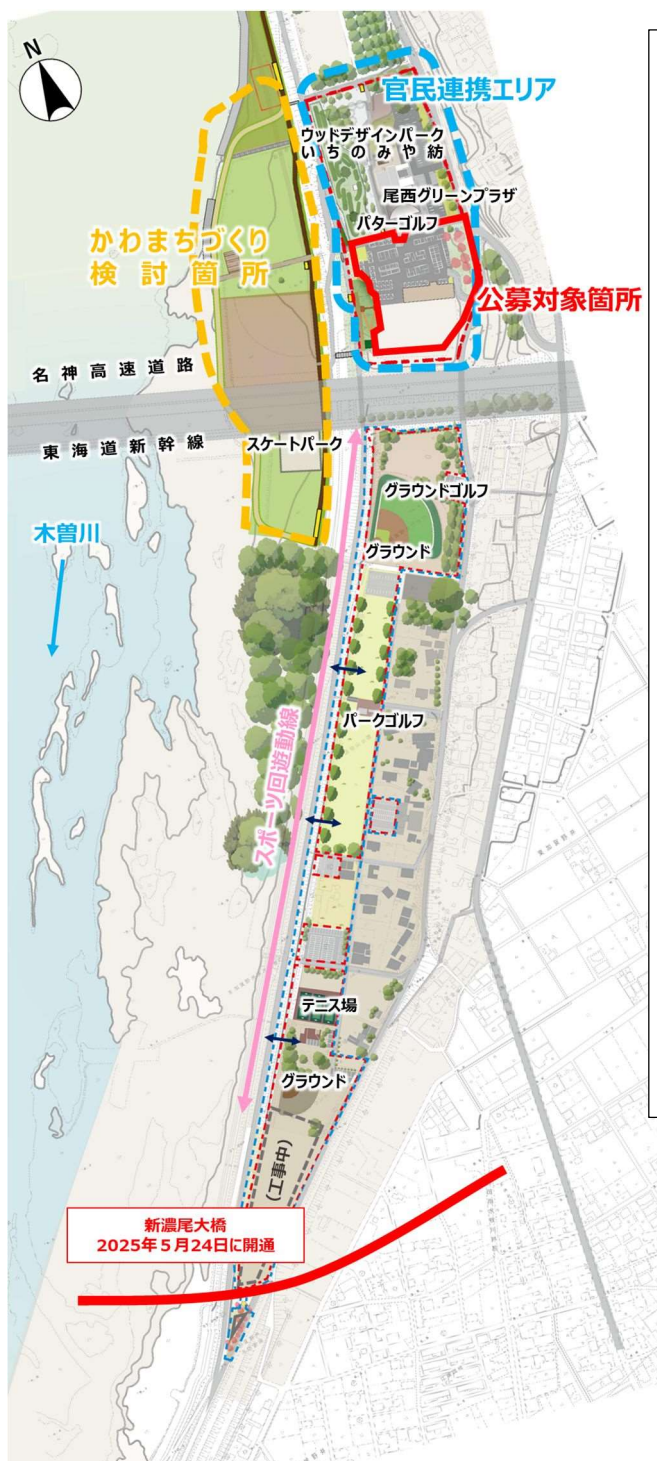 N
官民連携エリア
ウッドデザインパーク
いちのみや紡
尾西グリーンプラザ
パターゴルフ
かわまちづくり
検討箇所
公募対象箇所
名神高速道路
東海道新幹線
スケートパーク
グラウンドゴルフ
木曽川
グラウンド
パークゴルフ
スポーツ回遊動線
テニス場
グラウンド
(工事中)
新濃尾大橋
2025年5月24日に開通